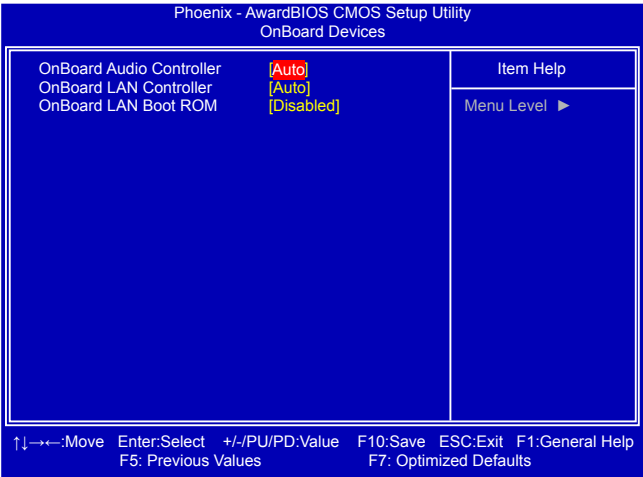 Phoenix - AwardBIOS CMOS Setup Utility
OnBoard Devices
OnBoard Audio Controller [Auto]
OnBoard LAN Controller [Auto]
OnBoard LAN Boot ROM [Disabled]
Item Help
Menu Level ►
↑↓→←:Move Enter:Select +/-/PU/PD:Value F10:Save ESC:Exit F1:General Help
F5: Previous Values F7: Optimized Defaults